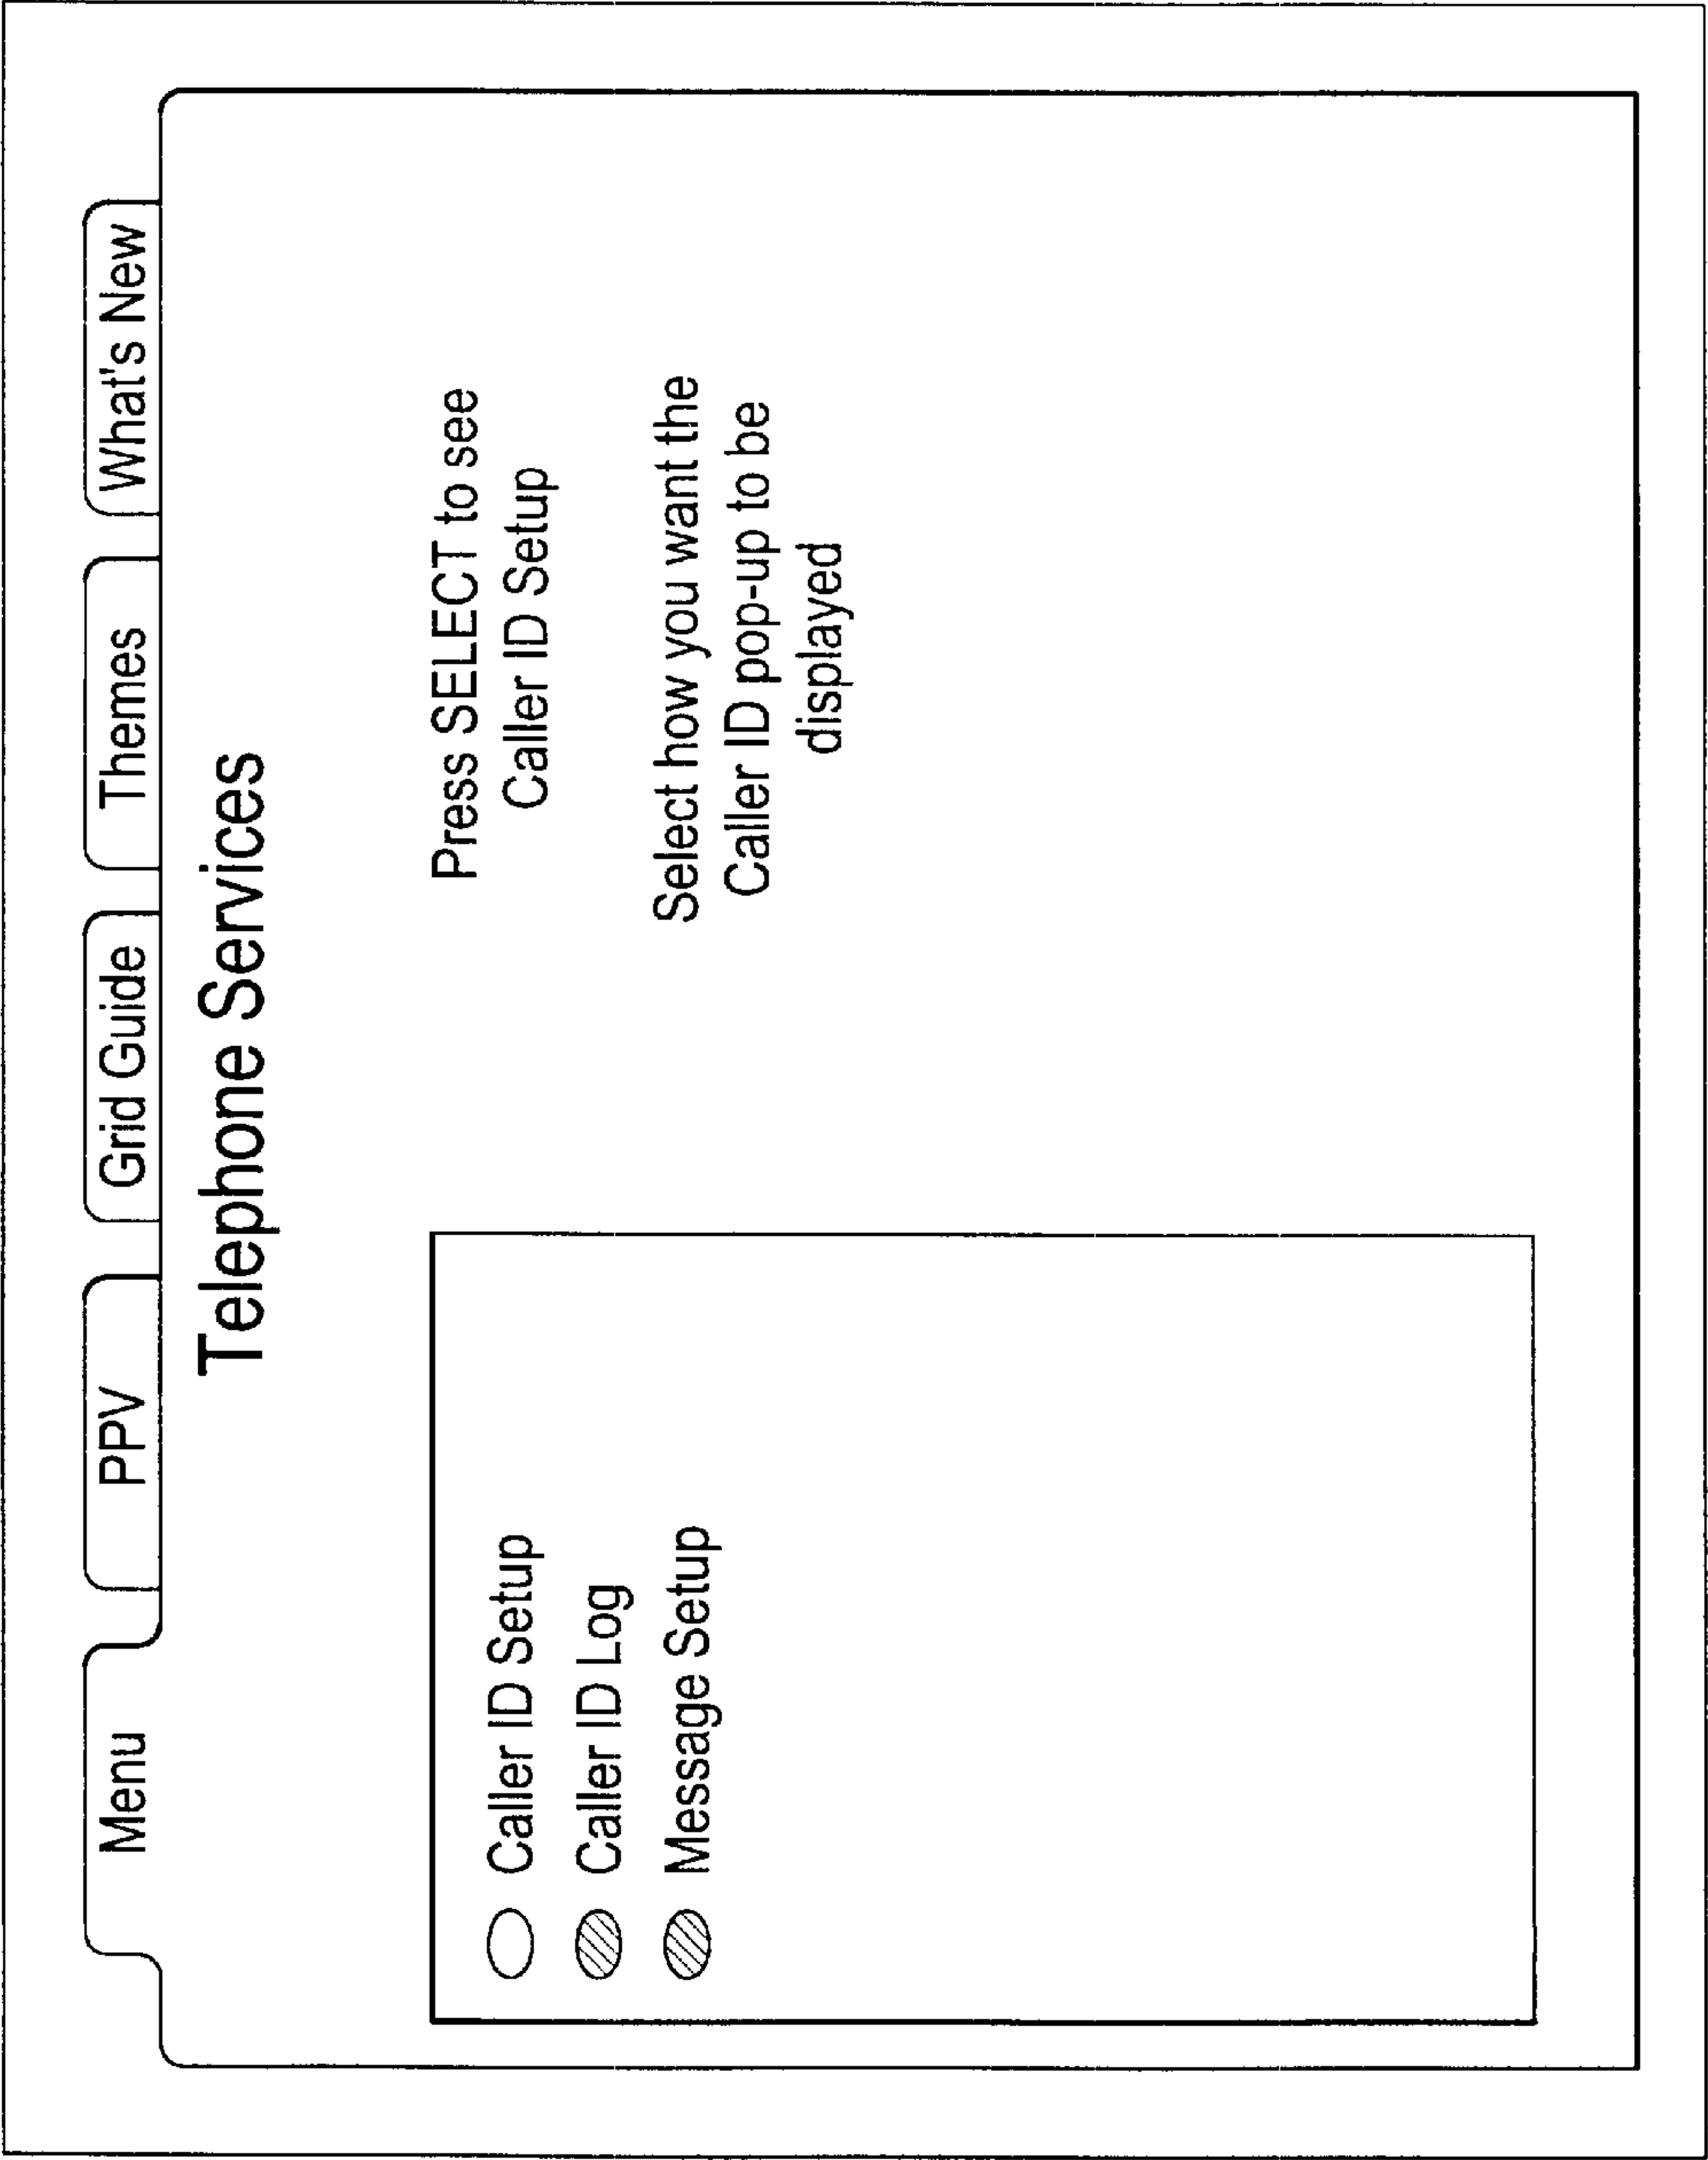 Menu
PPV
Grid Guide
Themes
What's New
Telephone Services
Caller ID Setup
Caller ID Log
Message Setup
Press SELECT to see
Caller ID Setup
Select how you want the
Caller ID pop-up to be
displayed